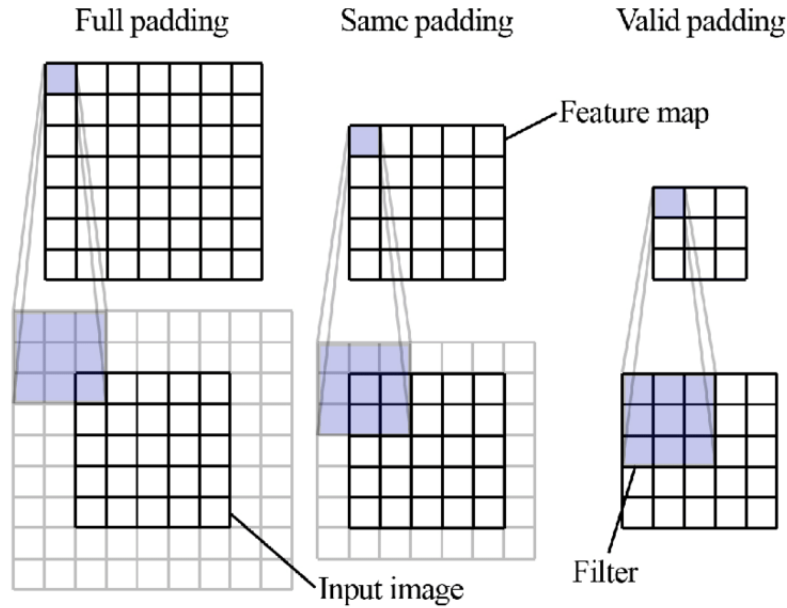 Full padding
Samc padding
Valid padding
Feature map
Input image
Filter